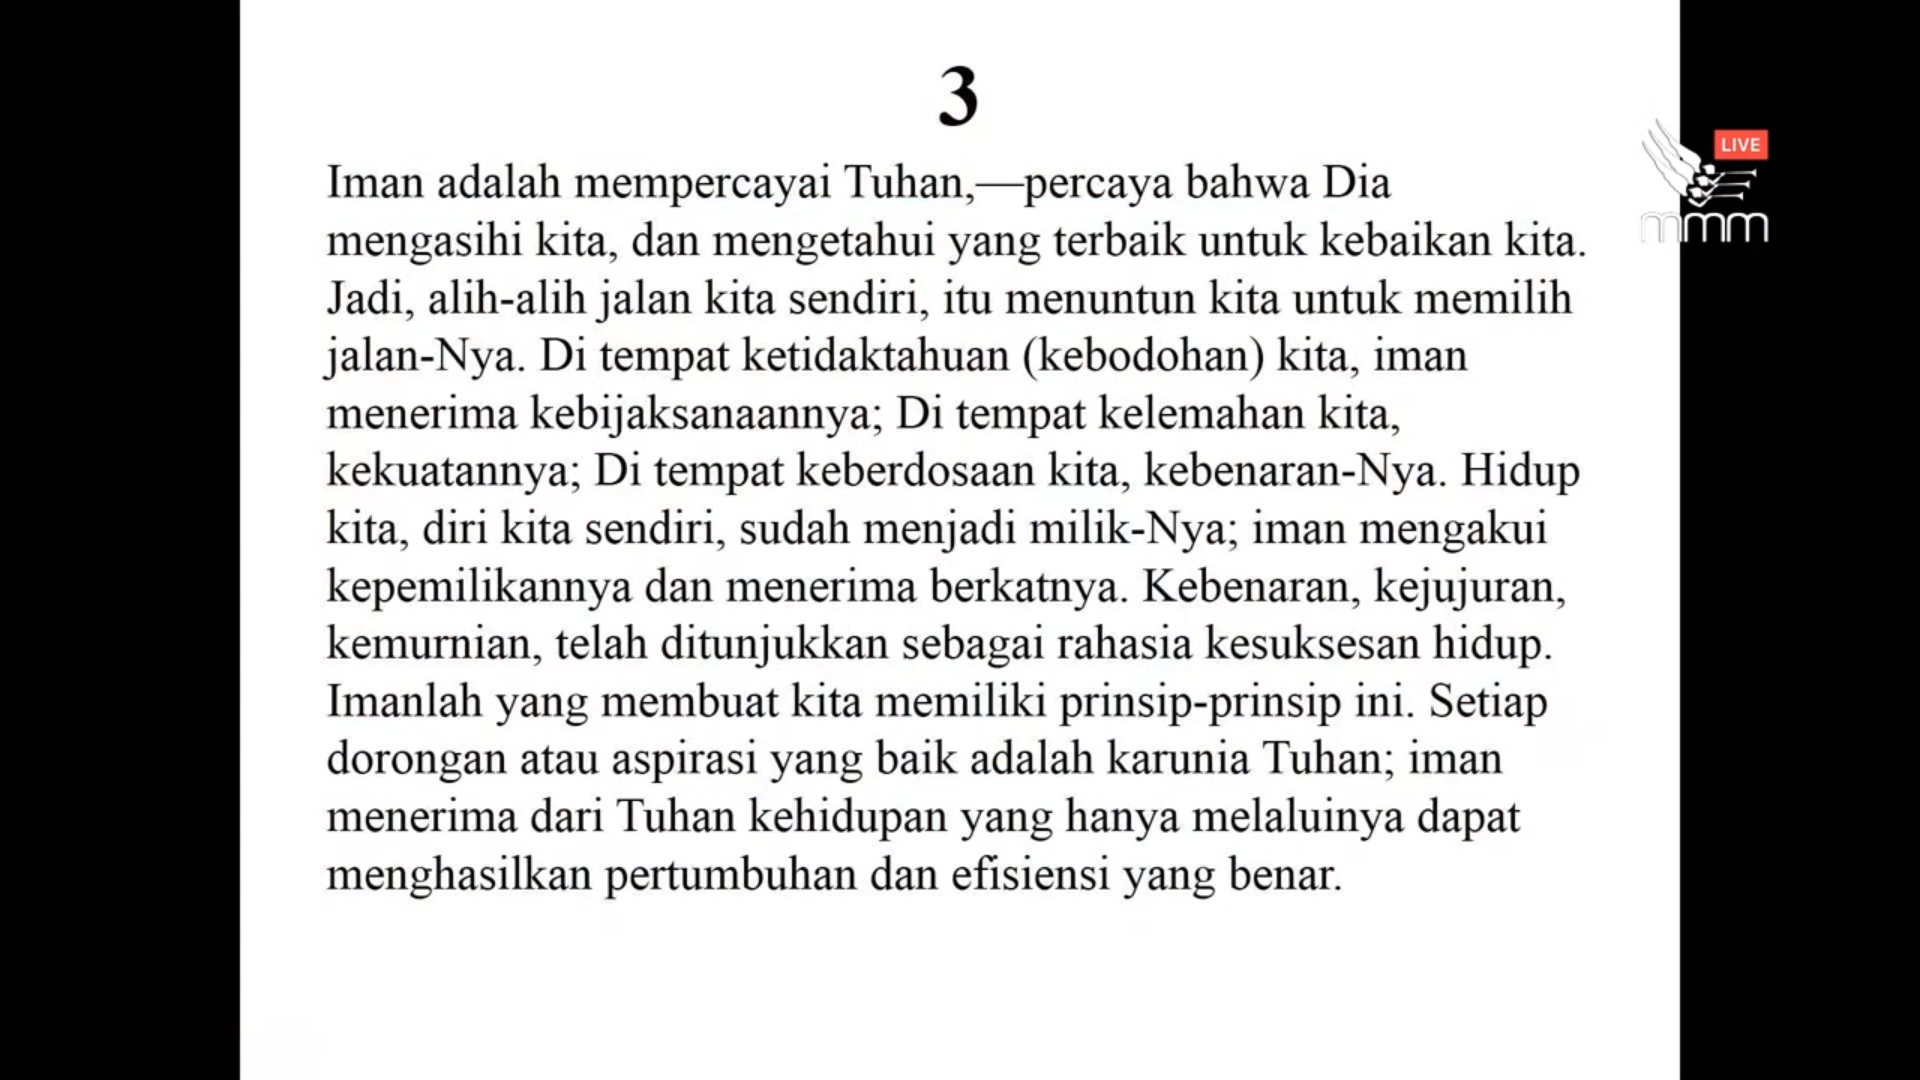 3
Iman adalah mempercayai Tuhan,—percaya bahwa Dia
mengasihi kita, dan mengetahui yang terbaik untuk kebaikan kita.
Jadi, alih-alih jalan kita sendiri, itu menuntun kita untuk memilih
jalan-Nya. Di tempat ketidaktahuan (kebodohan) kita, iman
menerima kebijaksanaannya; Di tempat kelemahan kita,
kekuatannya; Di tempat keberdosaan kita, kebenaran-Nya. Hidup
kita, diri kita sendiri, sudah menjadi milik-Nya; iman mengakui
kepemilikannya dan menerima berkatnya. Kebenaran, kejujuran,
kemurnian, telah ditunjukkan sebagai rahasia kesuksesan hidup.
Imanlah yang membuat kita memiliki prinsip-prinsip ini. Setiap
dorongan atau aspirasi yang baik adalah karunia Tuhan; iman
menerima dari Tuhan kehidupan yang hanya melaluinya dapat
menghasilkan pertumbuhan dan efisiensi yang benar.
LIVE
mmm